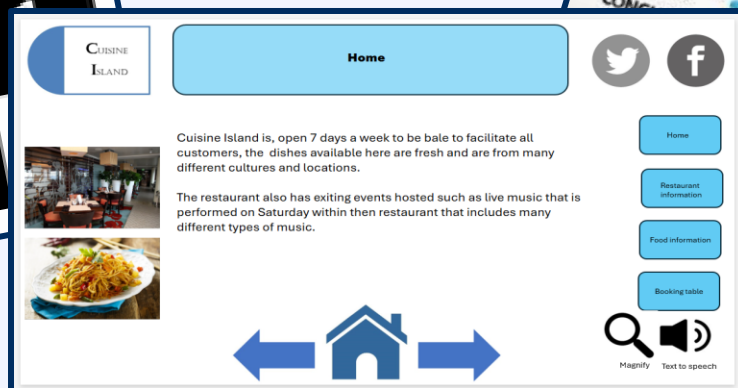 CUISINE
ISLAND
Home
Cuisine Island is, open 7 days a week to be bale to facilitate all
customers, the  dishes available here are fresh and are from many
different cultures and locations.
The restaurant also has exiting events hosted such as live music that is
performed on Saturday within then restaurant that includes many
different types of music.
Home
Restaurant
information
Food information
Booking table
Magnify
Text to speech